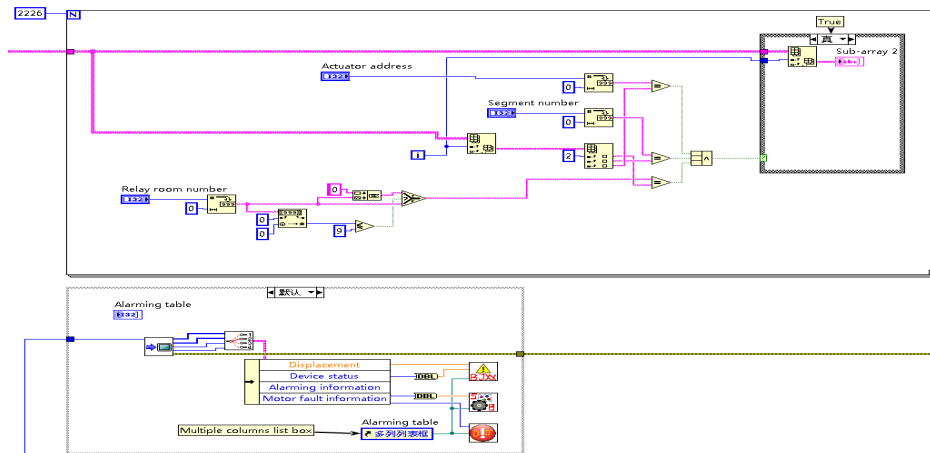 2226
N
True
真
Sub-array 2
abc
Actuator address
I32
0
Segment number
I32
0
i
2
Relay room number
I32
0
0
0
0
9
默认
Alarming table
I32
Displacement
Device status
DBL
Alarming information
Motor fault information
DBL
BJXX
Alarming table
Multiple columns list box
多列列表框